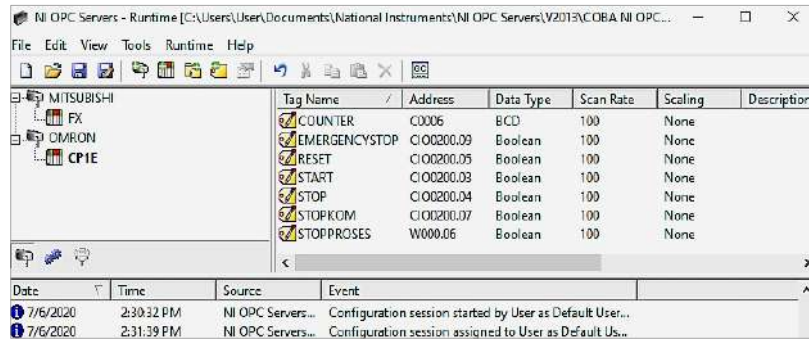 NI OPC Servers - Runtime [C:\Users\User\Documents\National Instruments\NI OPC Servers\V2013\COBA NI OPC...
File Edit View Tools Runtime Help
MITSUBISHI
FX
OMRON
CP1E
Tag Name / Address Data Type Scan Rate Scaling Description
COUNTER C0006 BCD 100 None
EMERGENCYSTOP CIO0200.09 Boolean 100 None
RESET CIO0200.05 Boolean 100 None
START CIO0200.03 Boolean 100 None
STOP CIO0200.04 Boolean 100 None
STOPKOM CIO0200.07 Boolean 100 None
STOPPROSES W000.06 Boolean 100 None
Date Time Source Event
7/6/2020 2:30:32 PM NI OPC Servers... Configuration session started by User as Default User...
7/6/2020 2:31:39 PM NI OPC Servers... Configuration session assigned to User as Default Us...